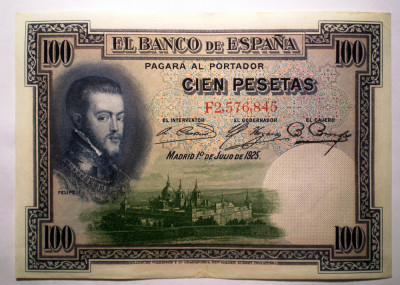 100 EL BANCO DE ESPAÑA 100
PAGARÁ AL PORTADOR
CIEN PESETAS
F2,576,845
EL INTERVENTOR EL GOBERNADOR EL CAJERO
MADRID 1º DE JULIO DE 1925.
FELIPE II
100 100